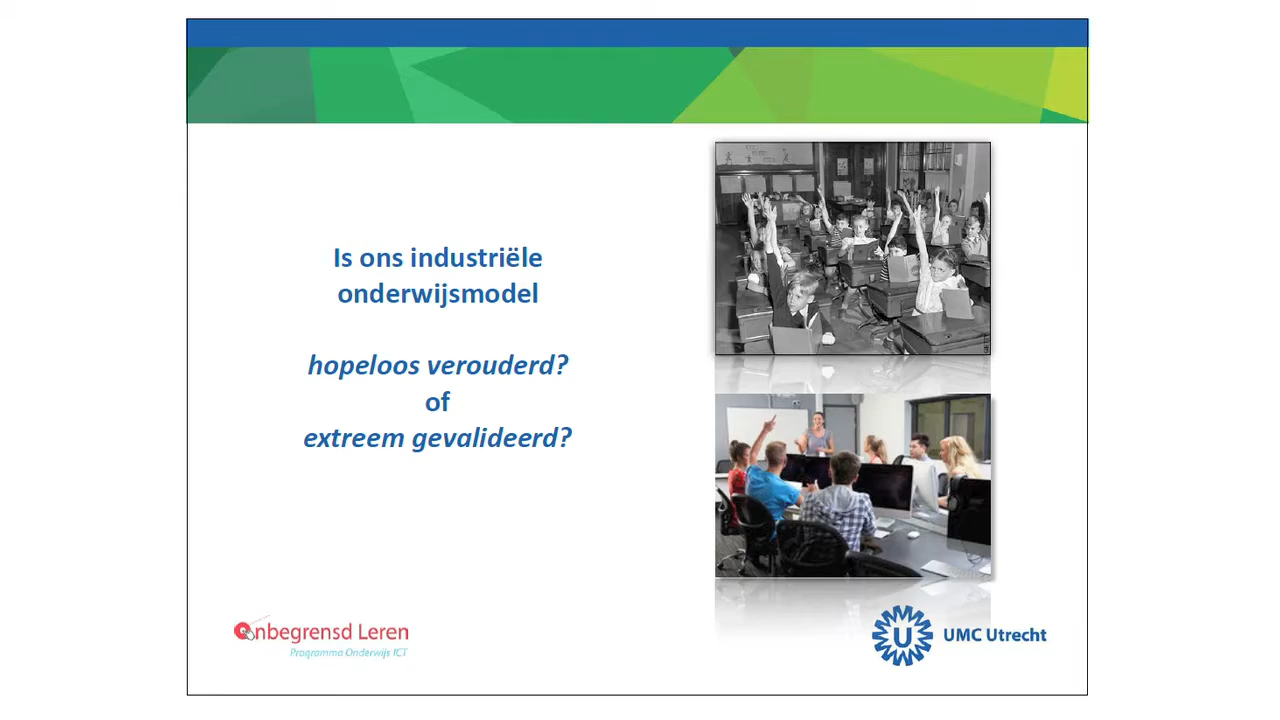 Is ons industriële
onderwijsmodel
hopeloos verouderd?
of
extreem gevalideerd?
Onbegrensd Leren
Programma Onderwijs ICT
U UMC Utrecht